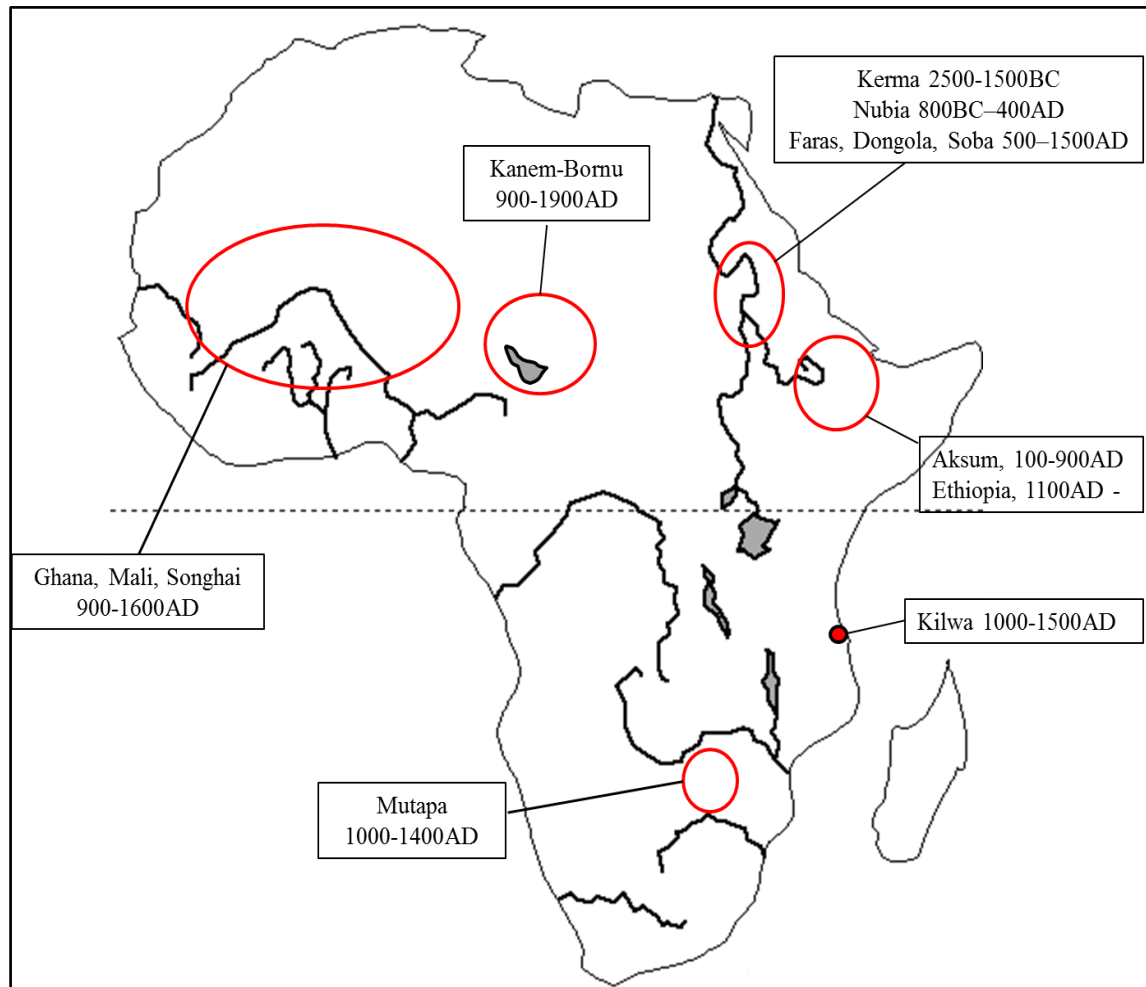 Kerma 2500-1500BC
Nubia 800BC–400AD
Faras, Dongola, Soba 500–1500AD
Kanem-Bornu
900-1900AD
Aksum, 100-900AD
Ethiopia, 1100AD -
Ghana, Mali, Songhai
900-1600AD
Kilwa 1000-1500AD
Mutapa
1000-1400AD